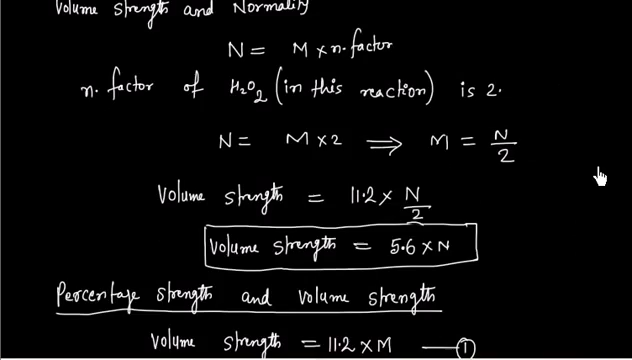 Volume strength and Normality
N = M × n.factor
n.factor of H₂O₂ (in this reaction) is 2.
N = M × 2 ⟹ M = N/2
Volume strength = 11.2 × N/2
Volume strength = 5.6 × N
Percentage strength and volume strength
Volume strength = 11.2 × M —①